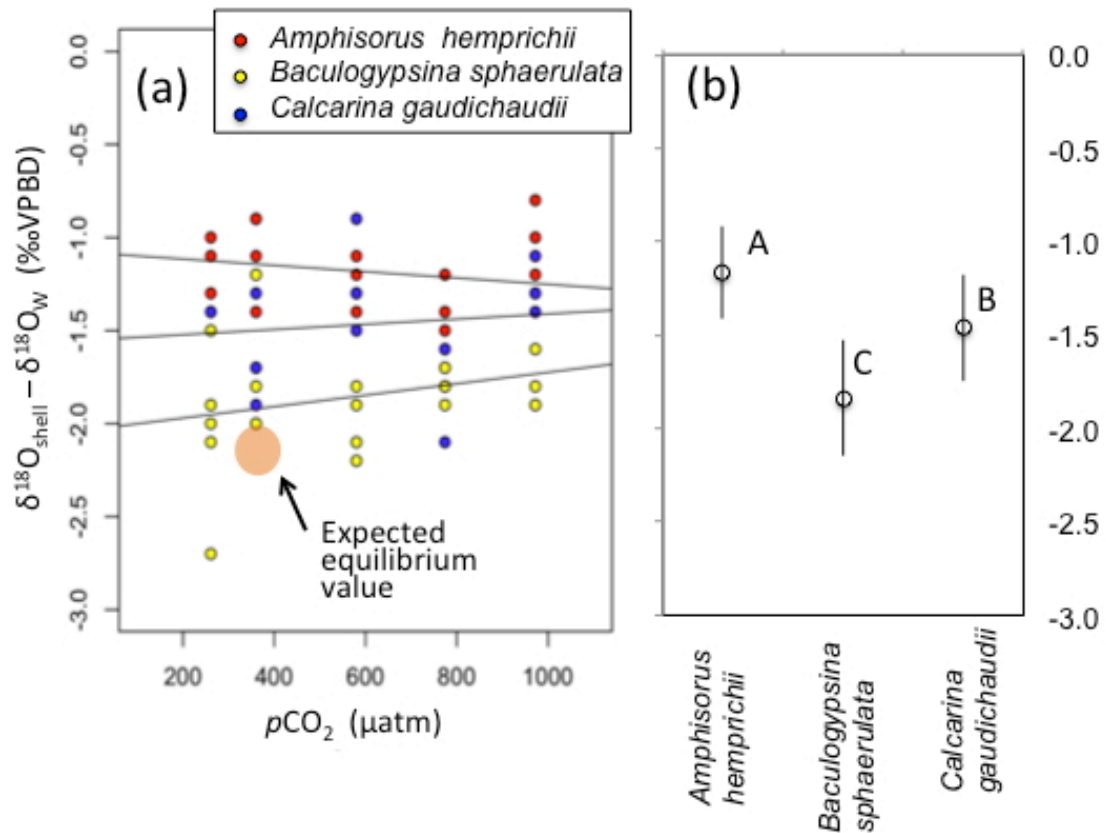 Amphisorus hemprichii
Baculogypsina sphaerulata
Calcarina gaudichaudii
(a)
0.0
-0.5
-1.0
-1.5
-2.0
-2.5
-3.0
δ¹⁸O_shell – δ¹⁸O_W (‰VPBD)
Expected
equilibrium
value
200
400
600
800
1000
pCO₂ (µatm)
(b)
A
C
B
0.0
-0.5
-1.0
-1.5
-2.0
-2.5
-3.0
Amphisorus
hemprichii
Baculogypsina
sphaerulata
Calcarina
gaudichaudii